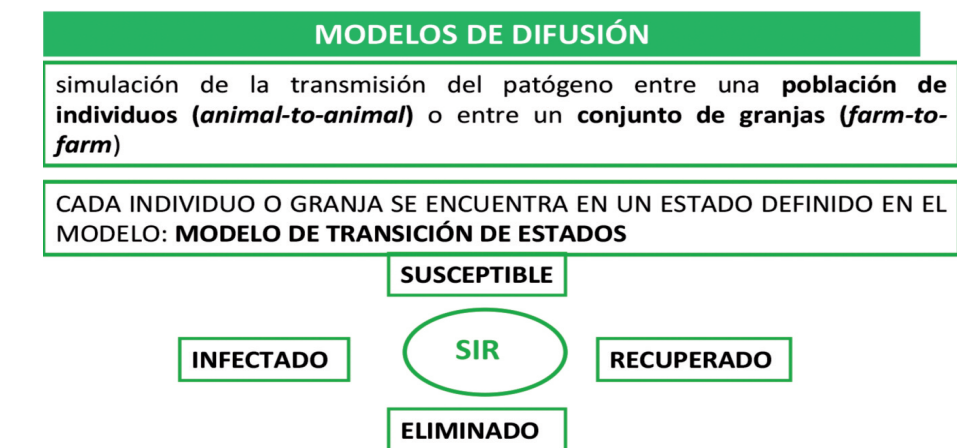 MODELOS DE DIFUSIÓN
simulación de la transmisión del patógeno entre una población de
individuos (animal-to-animal) o entre un conjunto de granjas (farm-to-
farm)
CADA INDIVIDUO O GRANJA SE ENCUENTRA EN UN ESTADO DEFINIDO EN EL
MODELO: MODELO DE TRANSICIÓN DE ESTADOS
SUSCEPTIBLE
INFECTADO
SIR
RECUPERADO
ELIMINADO